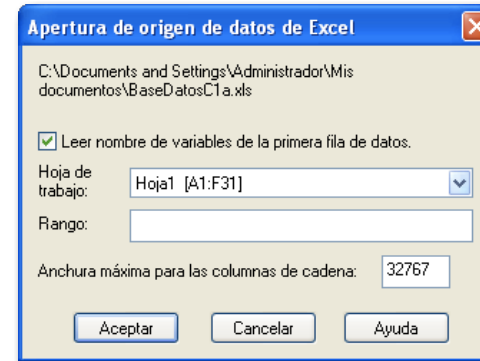 Apertura de origen de datos de Excel
C:\Documents and Settings\Administrador\Mis
documentos\BaseDatosC1a.xls
Leer nombre de variables de la primera fila de datos.
Hoja de
trabajo:
Hoja1 [A1:F31]
Rango:
Anchura máxima para las columnas de cadena: 32767
Aceptar Cancelar Ayuda